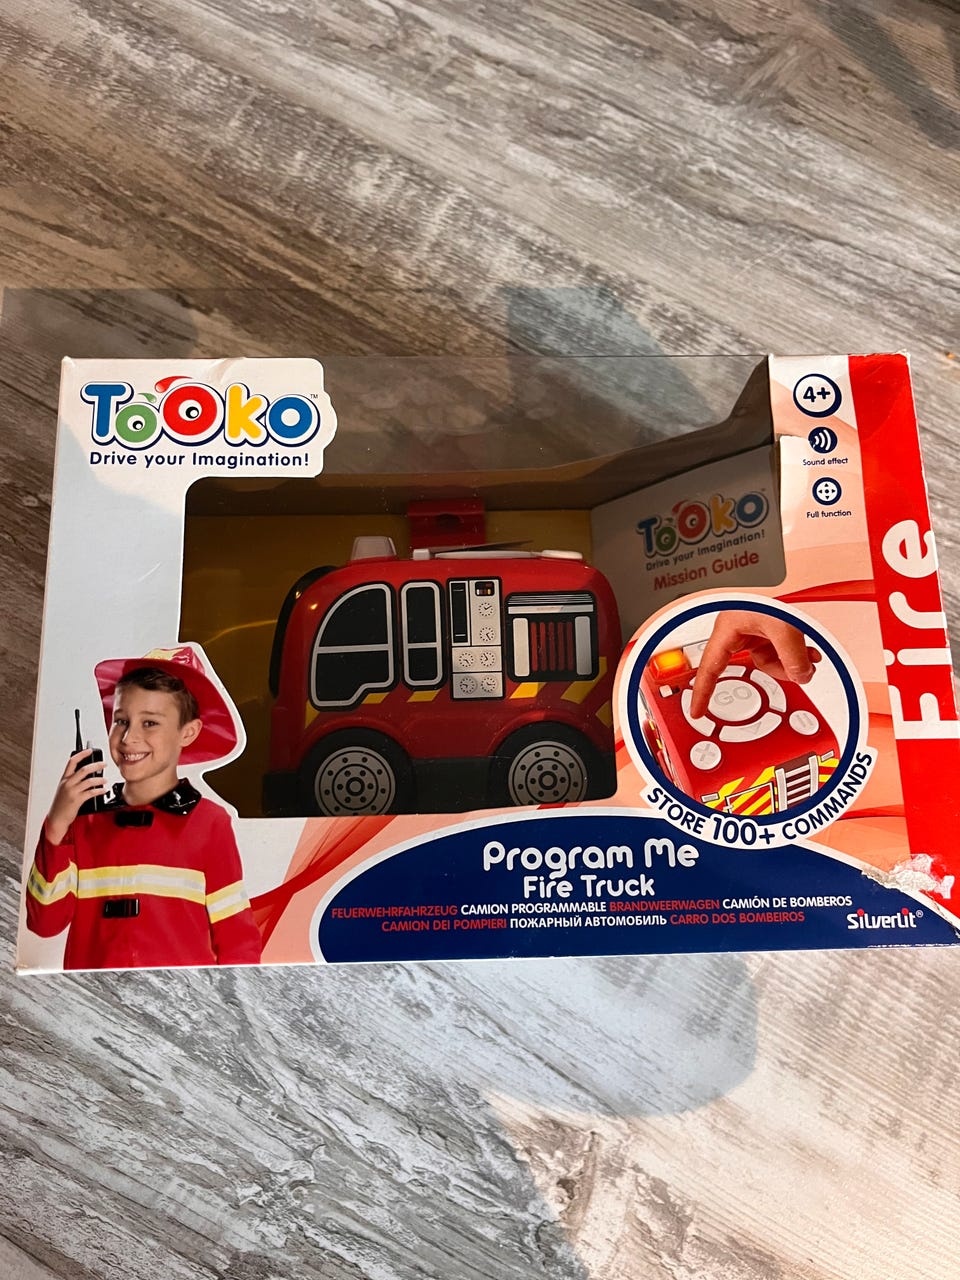 TOOKO™
Drive your Imagination!
4+
Sound effect
Full function
TOOKO
Drive your Imagination!
Mission Guide
Fire
GO
STORE 100+ COMMANDS
Program Me
Fire Truck
FEUERWEHRFAHRZEUG CAMION PROGRAMMABLE BRANDWEERWAGEN CAMIÓN DE BOMBEROS
CAMION DEI POMPIERI ПОЖАРНЫЙ АВТОМОБИЛЬ CARRO DOS BOMBEIROS
Silverlit®